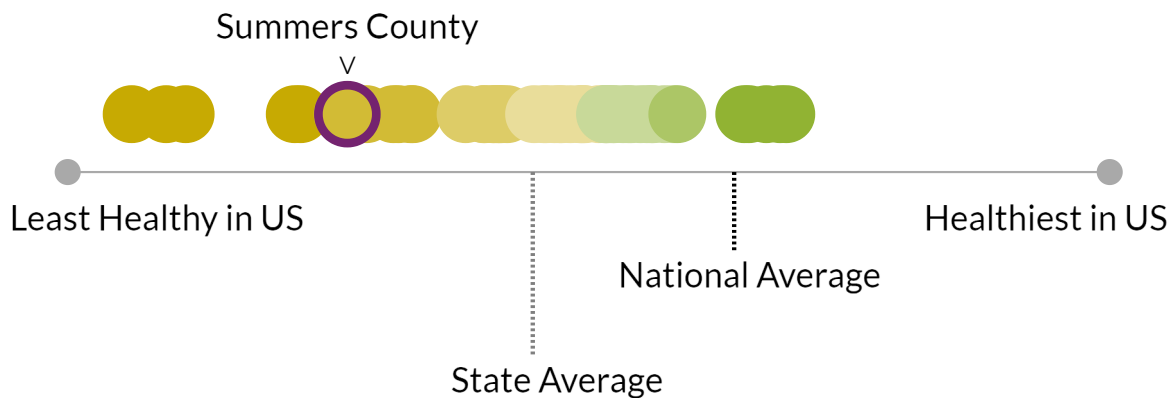 Summers County
Least Healthy in US
Healthiest in US
National Average
State Average